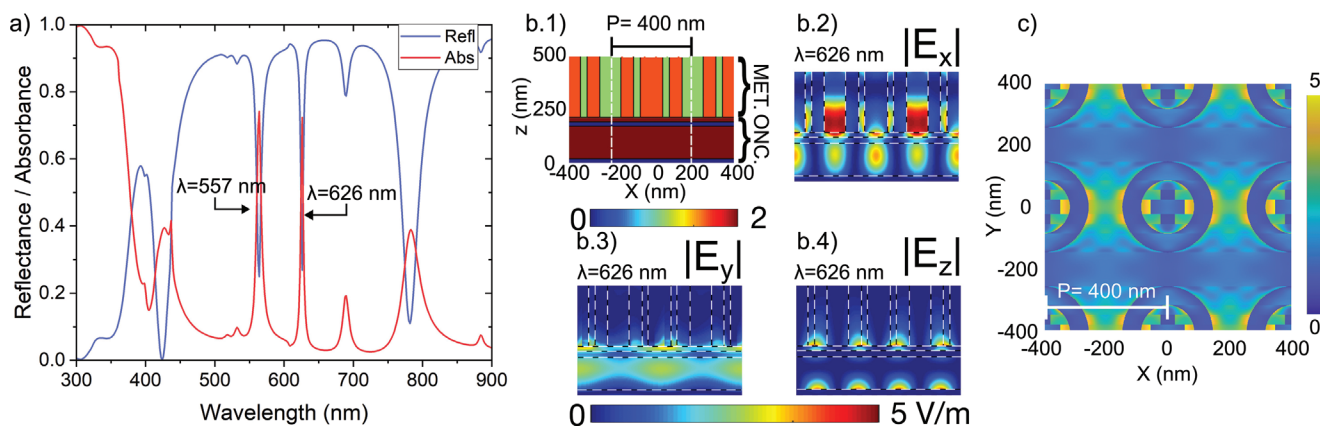 a)
1.0
0.8
0.6
0.4
0.2
0.0
Reflectance / Absorbance
Refl
Abs
λ=557 nm
λ=626 nm
300 400 500 600 700 800 900
Wavelength (nm)
b.1)
P= 400 nm
500
250
0
z (nm)
MET.
ONC.
-400 -200 0 200 400
X (nm)
0 2
b.2)
λ=626 nm
|Ex|
b.3)
λ=626 nm
|Ey|
b.4)
λ=626 nm
|Ez|
0 5 V/m
c)
400
200
0
-200
-400
Y (nm)
P= 400 nm
-400 -200 0 200 400
X (nm)
5
0